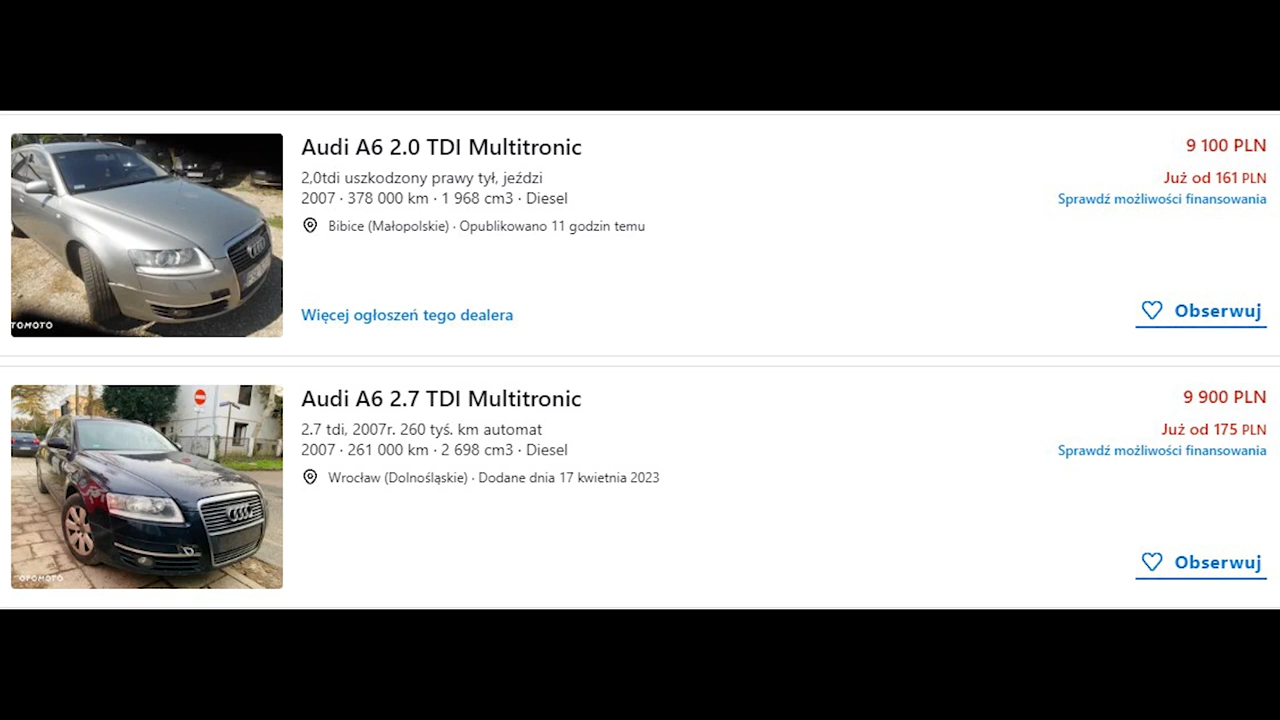 Audi A6 2.0 TDI Multitronic
9 100 PLN
2,0tdi uszkodzony prawy tył, jeździ
Już od 161 PLN
2007 · 378 000 km · 1 968 cm3 · Diesel
Sprawdź możliwości finansowania
Bibice (Małopolskie) · Opublikowano 11 godzin temu
Więcej ogłoszeń tego dealera
Obserwuj
OTOMOTO
Audi A6 2.7 TDI Multitronic
9 900 PLN
2.7 tdi, 2007r. 260 tyś. km automat
Już od 175 PLN
2007 · 261 000 km · 2 698 cm3 · Diesel
Sprawdź możliwości finansowania
Wrocław (Dolnośląskie) · Dodane dnia 17 kwietnia 2023
Obserwuj
OTOMOTO